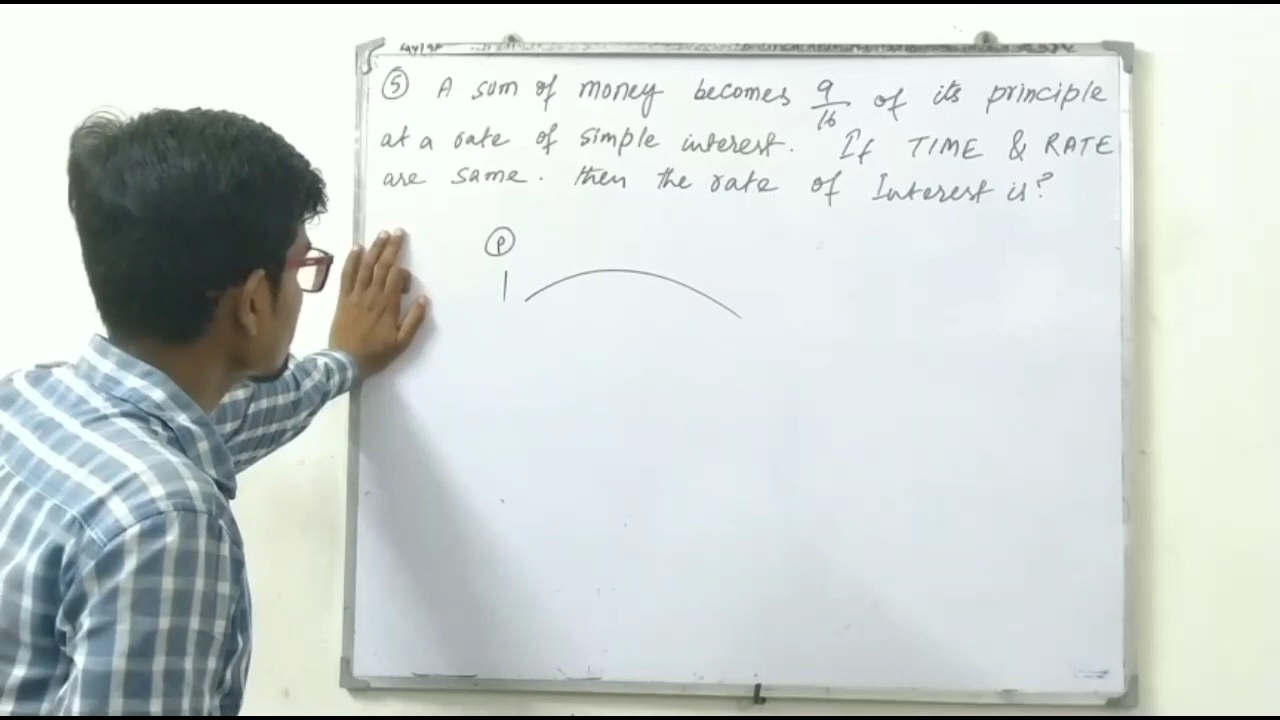 ⑤ A sum of money becomes 9/16 of its principle
at a rate of simple interest. If TIME & RATE
are same. then the rate of Interest is?
Ⓟ
1